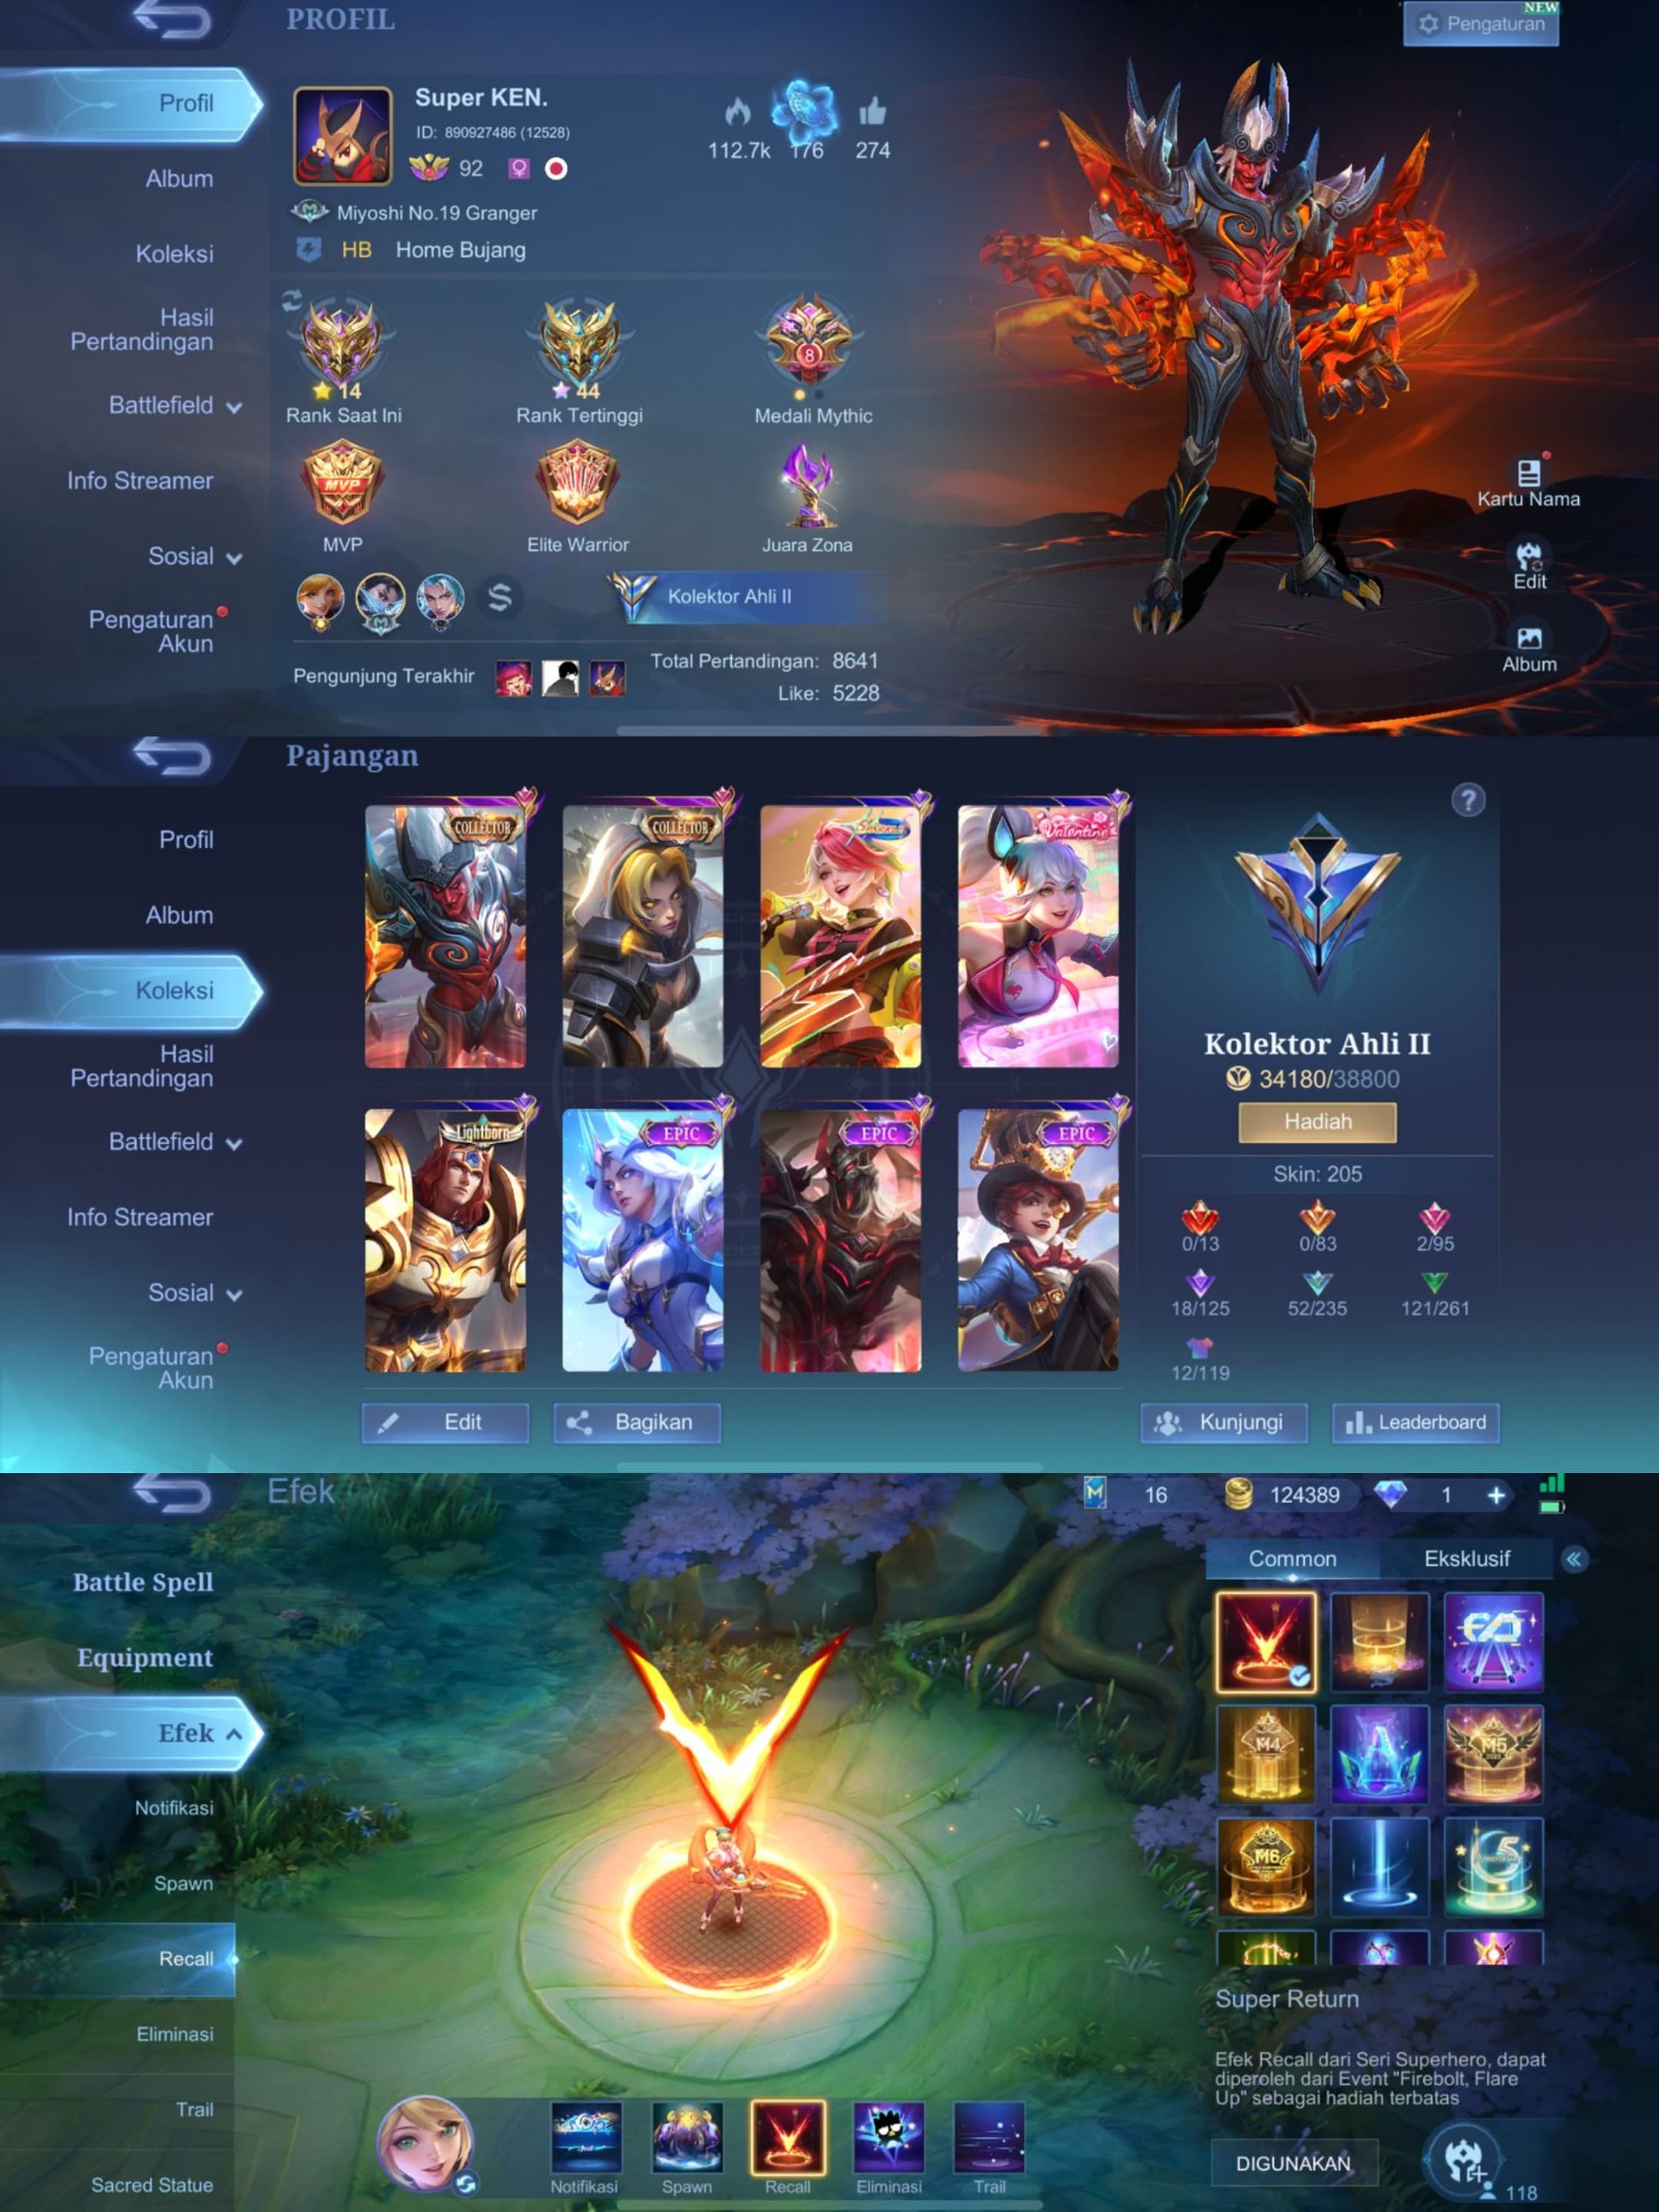 PROFIL
NEW
Pengaturan
Profil
Album
Koleksi
Hasil
Pertandingan
Battlefield
Info Streamer
Sosial
Pengaturan
Akun
Super KEN.
ID: 890927486 (12528)
92
112.7k 176 274
Miyoshi No.19 Granger
HB Home Bujang
14
Rank Saat Ini
44
Rank Tertinggi
8
Medali Mythic
MVP
MVP
Elite Warrior
Juara Zona
Kolektor Ahli II
Pengunjung Terakhir
Total Pertandingan: 8641
Like: 5228
Kartu Nama
Edit
Album
Pajangan
Profil
Album
Koleksi
Hasil
Pertandingan
Battlefield
Info Streamer
Sosial
Pengaturan
Akun
COLLECTOR
COLLECTOR
Valentine
Lightborn
EPIC
EPIC
EPIC
Edit
Bagikan
?
Kolektor Ahli II
34180/38800
Hadiah
Skin: 205
0/13 0/83 2/95
18/125 52/235 121/261
12/119
Kunjungi
Leaderboard
Efek
16 124389 1 +
Battle Spell
Equipment
Efek
Notifikasi
Spawn
Recall
Eliminasi
Trail
Sacred Statue
Common
Eksklusif
M4
M5
M6
5
Super Return
Efek Recall dari Seri Superhero, dapat
diperoleh dari Event "Firebolt, Flare
Up" sebagai hadiah terbatas
DIGUNAKAN
118
Notifikasi
Spawn
Recall
Eliminasi
Trail